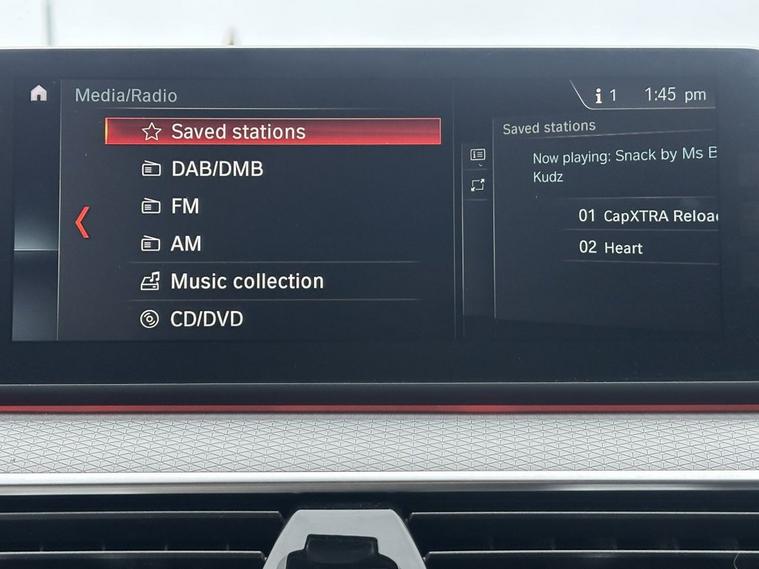 Media/Radio
i 1 1:45 pm
Saved stations
DAB/DMB
FM
AM
Music collection
CD/DVD
Saved stations
Now playing: Snack by Ms
Kudz
01 CapXTRA
02 Heart